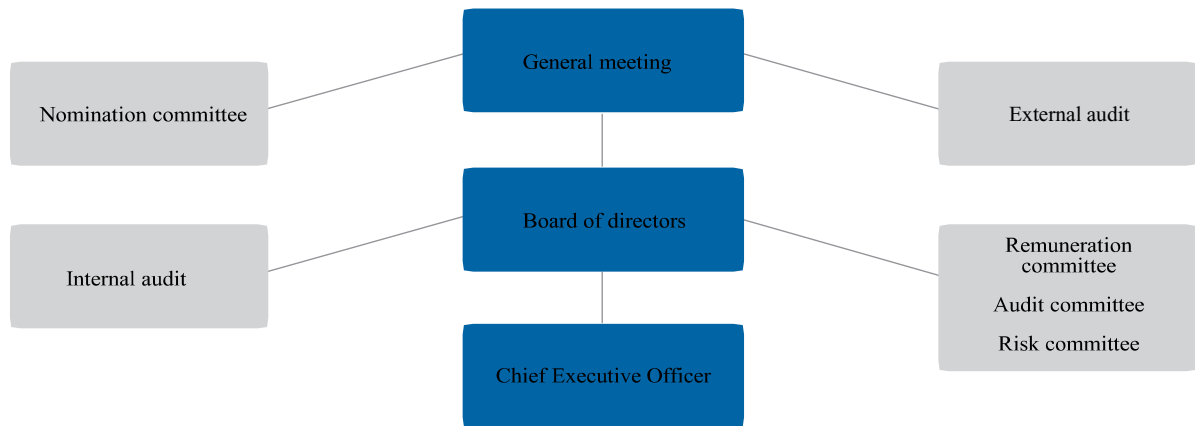 General meeting
Nomination committee
External audit
Board of directors
Internal audit
Remuneration
committee
Audit committee
Risk committee
Chief Executive Officer